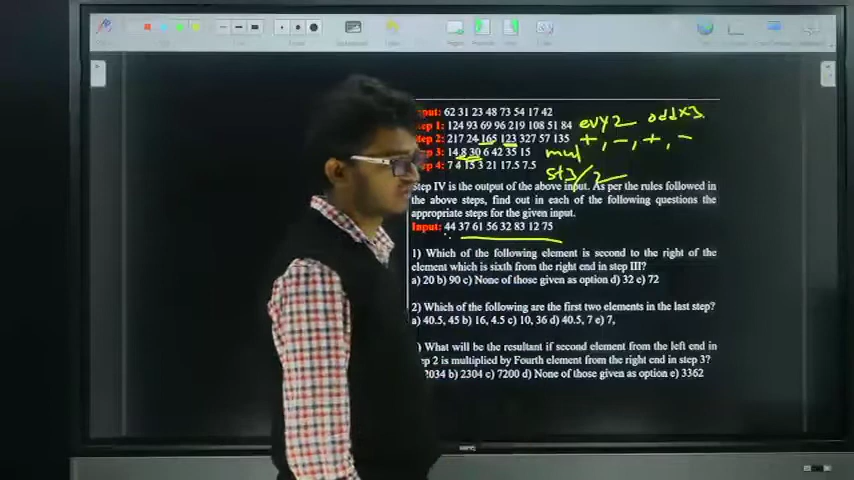 Input: 62 31 23 48 73 54 17 42
Step 1: 124 93 69 96 219 108 51 84
Step 2: 217 24 165 123 327 57 135
Step 3: 14 8 30 6 42 35 15
Step 4: 7 4 15 3 21 17.5 7.5
evy2 odd×3
+, -, +, -
mul
st3/2
Step IV is the output of the above input. As per the rules followed in
the above steps, find out in each of the following questions the
appropriate steps for the given input.
Input: 44 37 61 56 32 83 12 75
1) Which of the following element is second to the right of the
element which is sixth from the right end in step III?
a) 20 b) 90 c) None of those given as option d) 32 e) 72
2) Which of the following are the first two elements in the last step?
a) 40.5, 45 b) 16, 4.5 c) 10, 36 d) 40.5, 7 e) 7,
) What will be the resultant if second element from the left end in
ep 2 is multiplied by Fourth element from the right end in step 3?
2034 b) 2304 c) 7200 d) None of those given as option e) 3362
BENQ